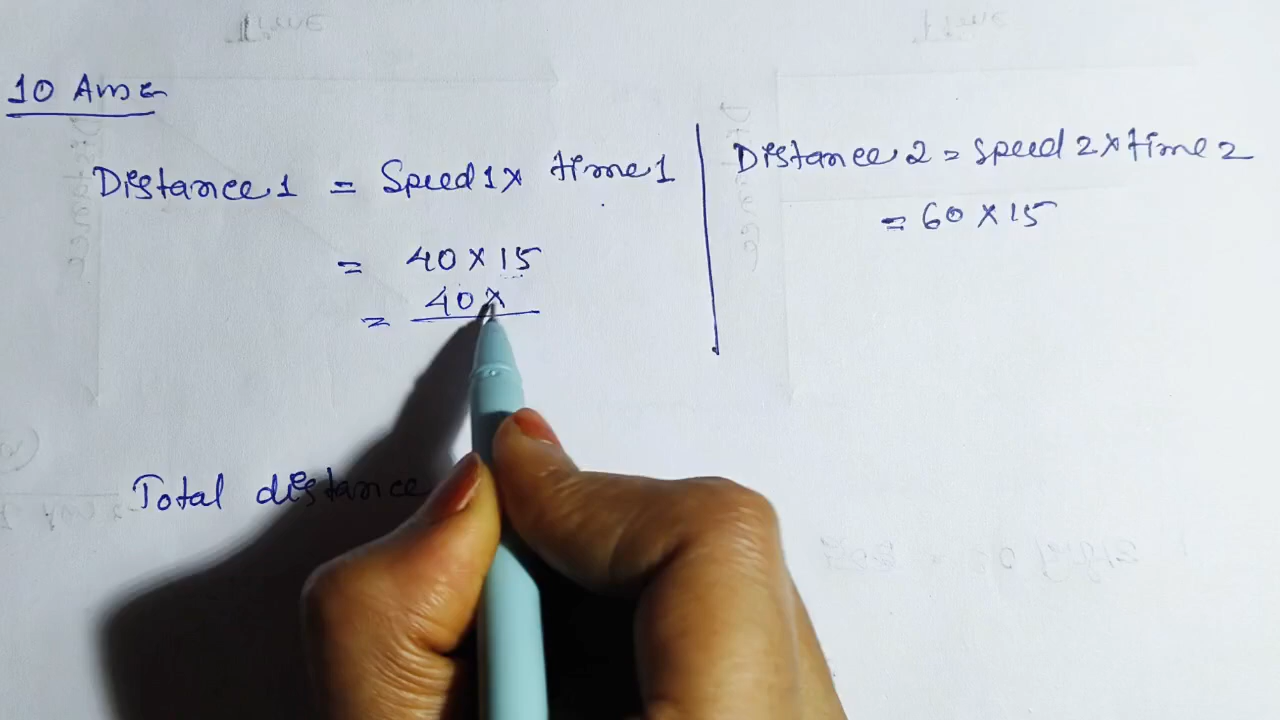 10 Ans
Distance 1 = Speed 1 × time 1
= 40 × 15
= 40 ×
Distance 2 = speed 2 × time 2
= 60 × 15
Total distance